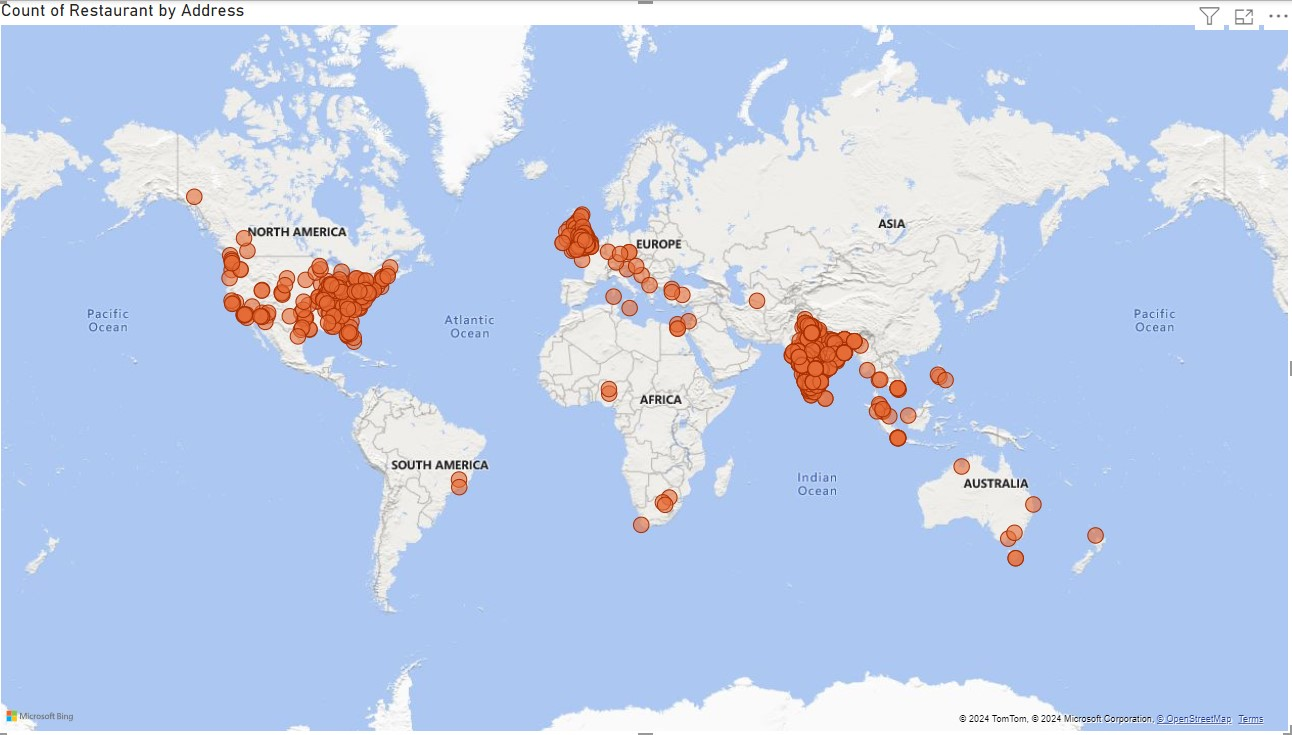 Count of Restaurant by Address
NORTH AMERICA
EUROPE
ASIA
Pacific
Ocean
Atlantic
Ocean
Pacific
Ocean
AFRICA
SOUTH AMERICA
Indian
Ocean
AUSTRALIA
Microsoft Bing
© 2024 TomTom, © 2024 Microsoft Corporation, © OpenStreetMap Terms